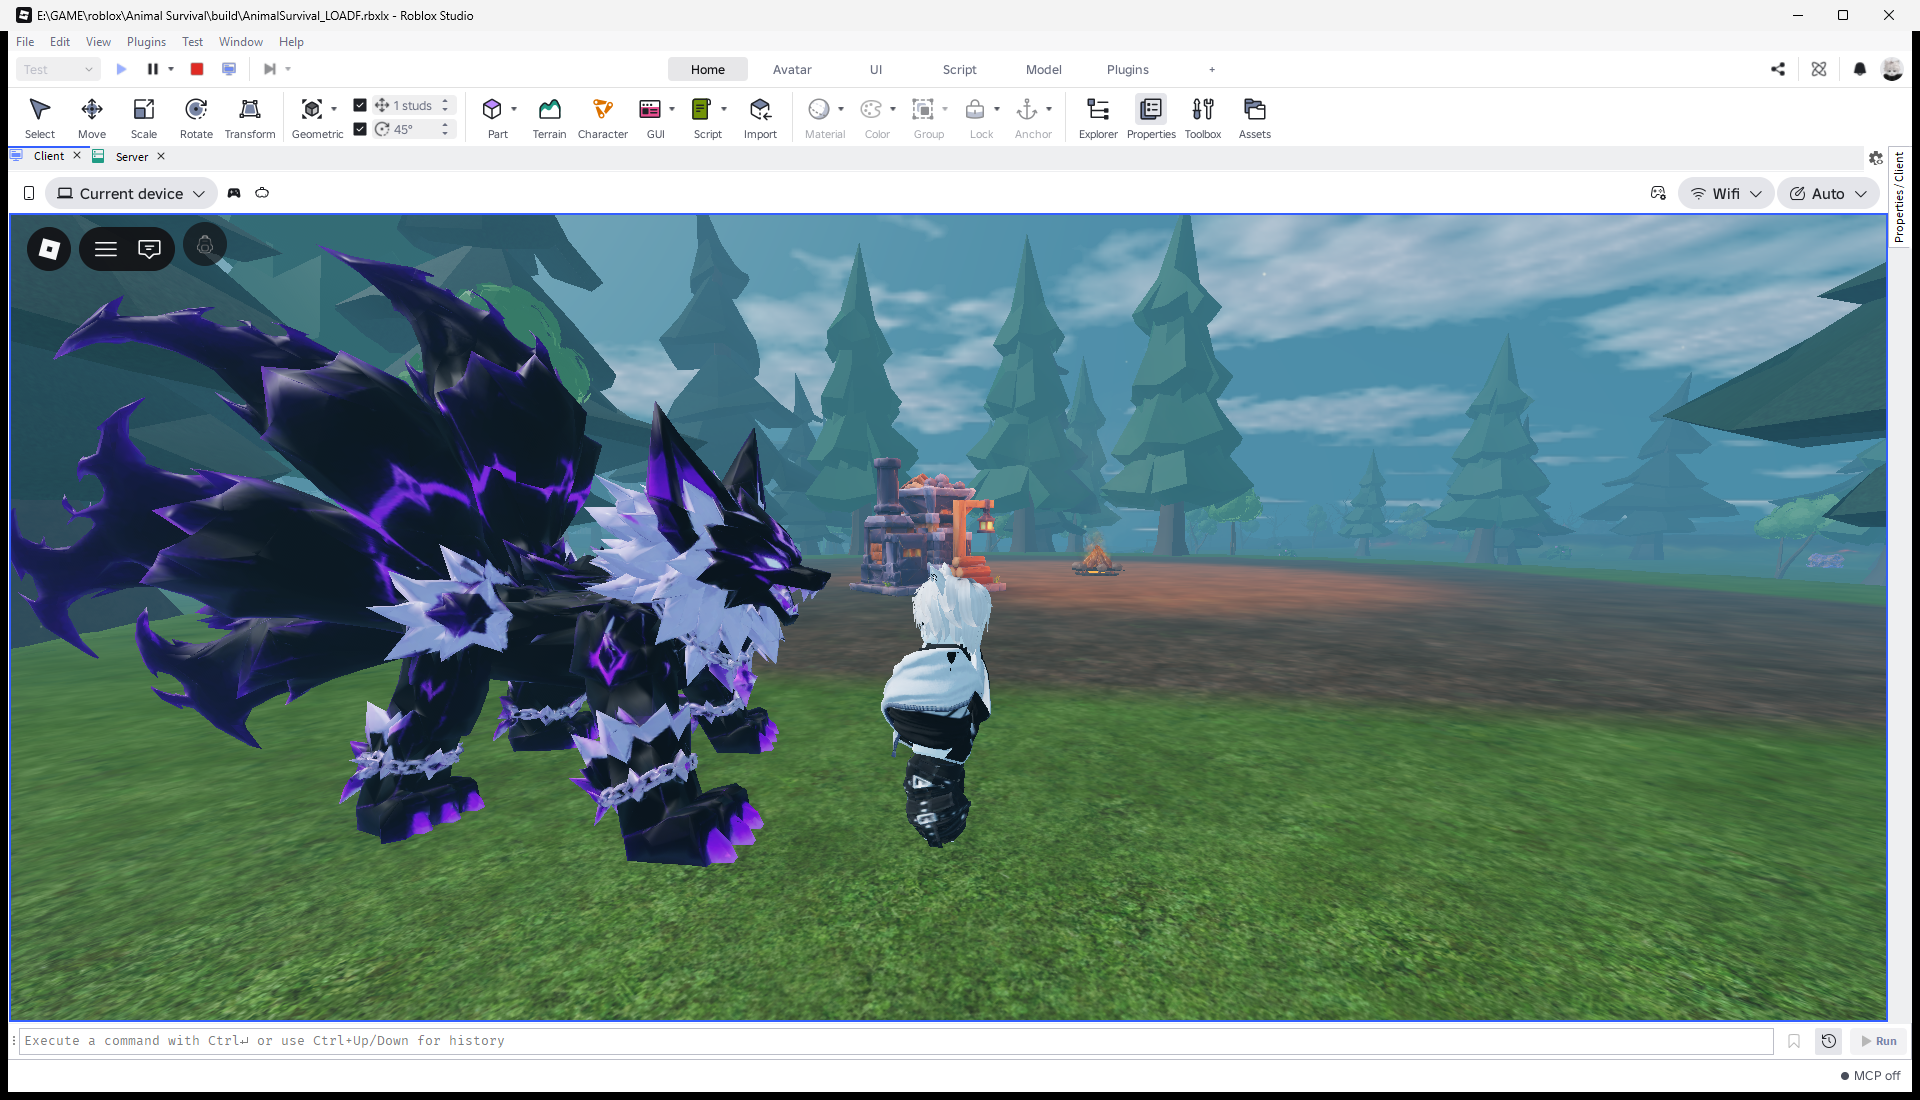 E:\GAME\roblox\Animal Survival\build\AnimalSurvival_LOADF.rbxlx - Roblox Studio
File Edit View Plugins Test Window Help
Test
Home Avatar UI Script Model Plugins +
Select Move Scale Rotate Transform Geometric
1 studs
45°
Part Terrain Character GUI Script Import Material Color Group Lock Anchor Explorer Properties Toolbox Assets
Client Server
Properties / Client
Current device
Wifi Auto
Execute a command with Ctrl↵ or use Ctrl+Up/Down for history
Run
MCP off